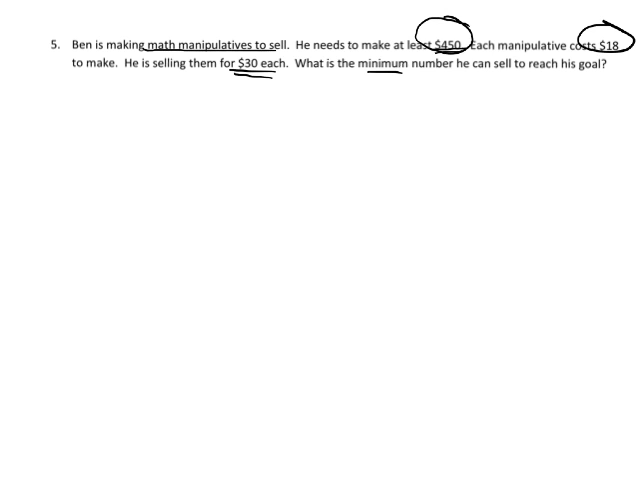 5. Ben is making math manipulatives to sell. He needs to make at least $450. Each manipulative costs $18
to make. He is selling them for $30 each. What is the minimum number he can sell to reach his goal?